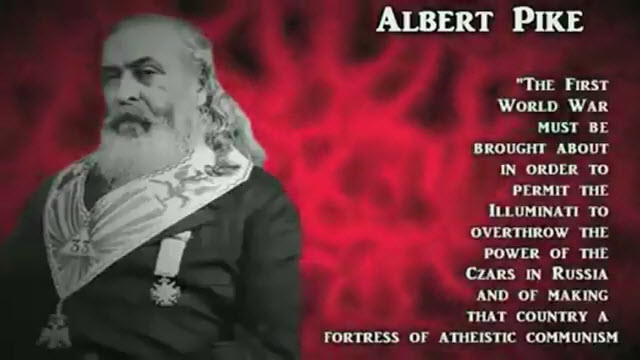 ALBERT PIKE
"THE FIRST
WORLD WAR
MUST BE
BROUGHT ABOUT
IN ORDER TO
PERMIT THE
ILLUMINATI TO
OVERTHROW THE
POWER OF THE
CZARS IN RUSSIA
AND OF MAKING
THAT COUNTRY A
FORTRESS OF ATHEISTIC COMMUNISM
33